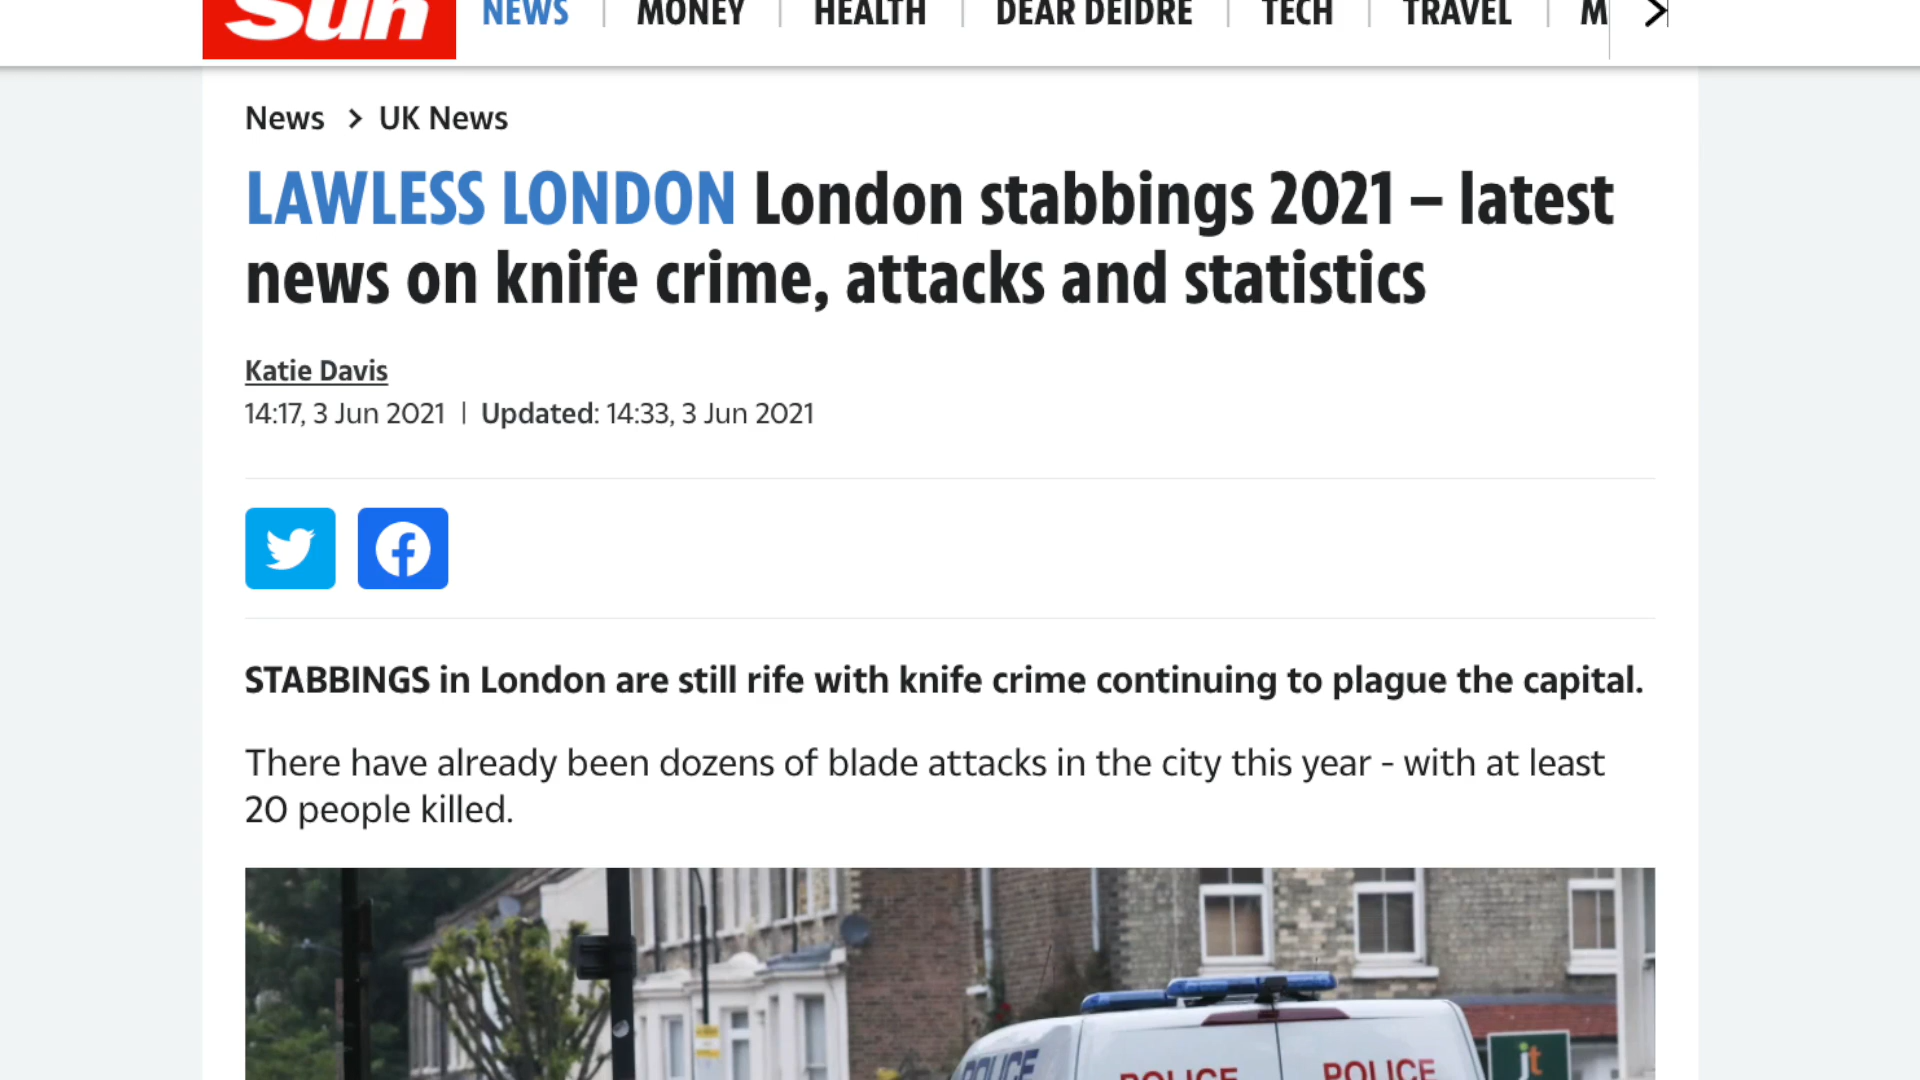 Sun
NEWS MONEY HEALTH DEAR DEIDRE TECH TRAVEL M
News > UK News
LAWLESS LONDON London stabbings 2021 – latest
news on knife crime, attacks and statistics
Katie Davis
14:17, 3 Jun 2021 | Updated: 14:33, 3 Jun 2021
STABBINGS in London are still rife with knife crime continuing to plague the capital.
There have already been dozens of blade attacks in the city this year - with at least
20 people killed.
POLICE POLICE POLICE
jt